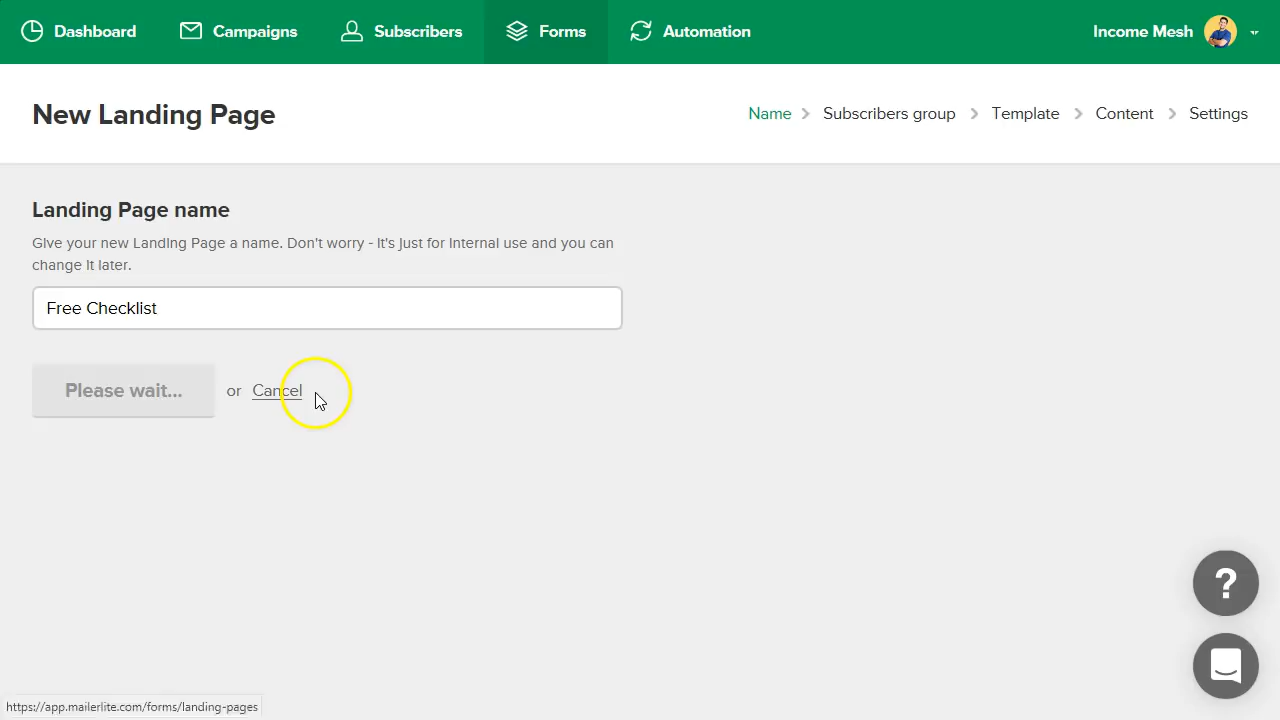 Dashboard Campaigns Subscribers Forms Automation Income Mesh
New Landing Page
Name Subscribers group Template Content Settings
Landing Page name
Give your new Landing Page a name. Don't worry - it's just for internal use and you can
change it later.
Free Checklist
Please wait... or Cancel
?
https://app.mailerlite.com/forms/landing-pages